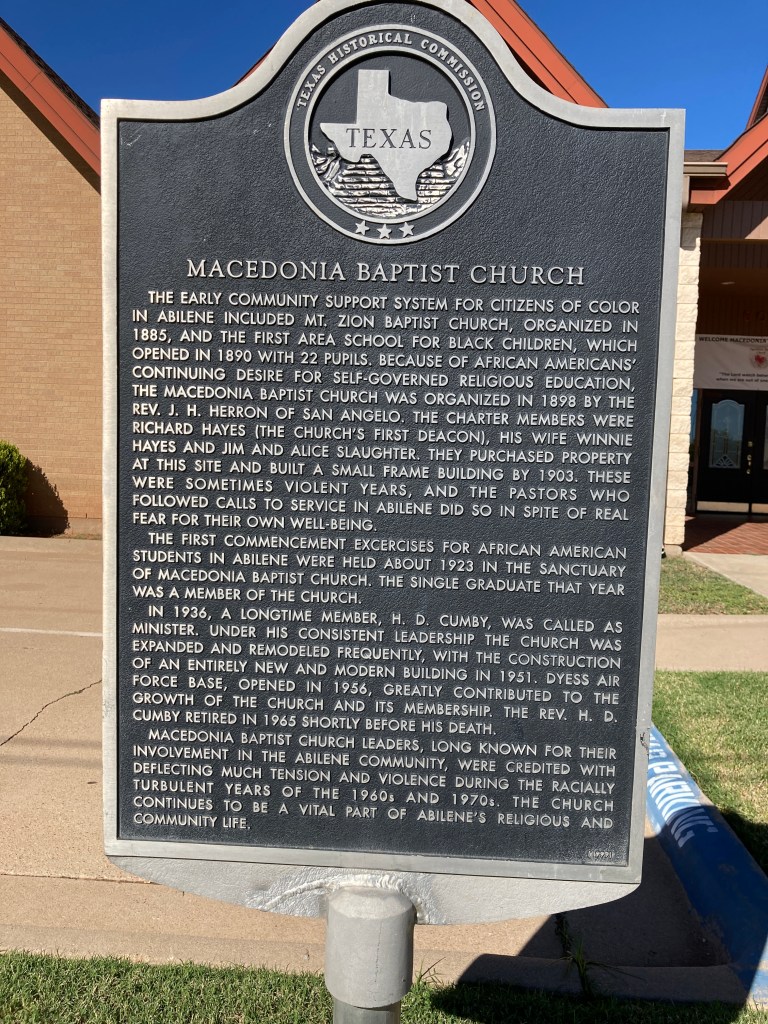 TEXAS HISTORICAL COMMISSION
TEXAS
MACEDONIA BAPTIST CHURCH
THE EARLY COMMUNITY SUPPORT SYSTEM FOR CITIZENS OF COLOR
IN ABILENE INCLUDED MT. ZION BAPTIST CHURCH, ORGANIZED IN
1885, AND THE FIRST AREA SCHOOL FOR BLACK CHILDREN, WHICH
OPENED IN 1890 WITH 22 PUPILS. BECAUSE OF AFRICAN AMERICANS'
CONTINUING DESIRE FOR SELF-GOVERNED RELIGIOUS EDUCATION,
THE MACEDONIA BAPTIST CHURCH WAS ORGANIZED IN 1898 BY THE
REV. J. H. HERRON OF SAN ANGELO. THE CHARTER MEMBERS WERE
RICHARD HAYES (THE CHURCH'S FIRST DEACON), HIS WIFE WINNIE
HAYES AND JIM AND ALICE SLAUGHTER. THEY PURCHASED PROPERTY
AT THIS SITE AND BUILT A SMALL FRAME BUILDING BY 1903. THESE
WERE SOMETIMES VIOLENT YEARS, AND THE PASTORS WHO
FOLLOWED CALLS TO SERVICE IN ABILENE DID SO IN SPITE OF REAL
FEAR FOR THEIR OWN WELL-BEING.
THE FIRST COMMENCEMENT EXCERCISES FOR AFRICAN AMERICAN
STUDENTS IN ABILENE WERE HELD ABOUT 1923 IN THE SANCTUARY
OF MACEDONIA BAPTIST CHURCH. THE SINGLE GRADUATE THAT YEAR
WAS A MEMBER OF THE CHURCH.
IN 1936, A LONGTIME MEMBER, H. D. CUMBY, WAS CALLED AS
MINISTER. UNDER HIS CONSISTENT LEADERSHIP THE CHURCH WAS
EXPANDED AND REMODELED FREQUENTLY, WITH THE CONSTRUCTION
OF AN ENTIRELY NEW AND MODERN BUILDING IN 1951. DYESS AIR
FORCE BASE, OPENED IN 1956, GREATLY CONTRIBUTED TO THE
GROWTH OF THE CHURCH AND ITS MEMBERSHIP. THE REV. H. D.
CUMBY RETIRED IN 1965 SHORTLY BEFORE HIS DEATH.
MACEDONIA BAPTIST CHURCH LEADERS, LONG KNOWN FOR THEIR
INVOLVEMENT IN THE ABILENE COMMUNITY, WERE CREDITED WITH
DEFLECTING MUCH TENSION AND VIOLENCE DURING THE RACIALLY
TURBULENT YEARS OF THE 1960s AND 1970s. THE CHURCH
CONTINUES TO BE A VITAL PART OF ABILENE'S RELIGIOUS AND
COMMUNITY LIFE.
WELCOME MACEDONIA
PARKING